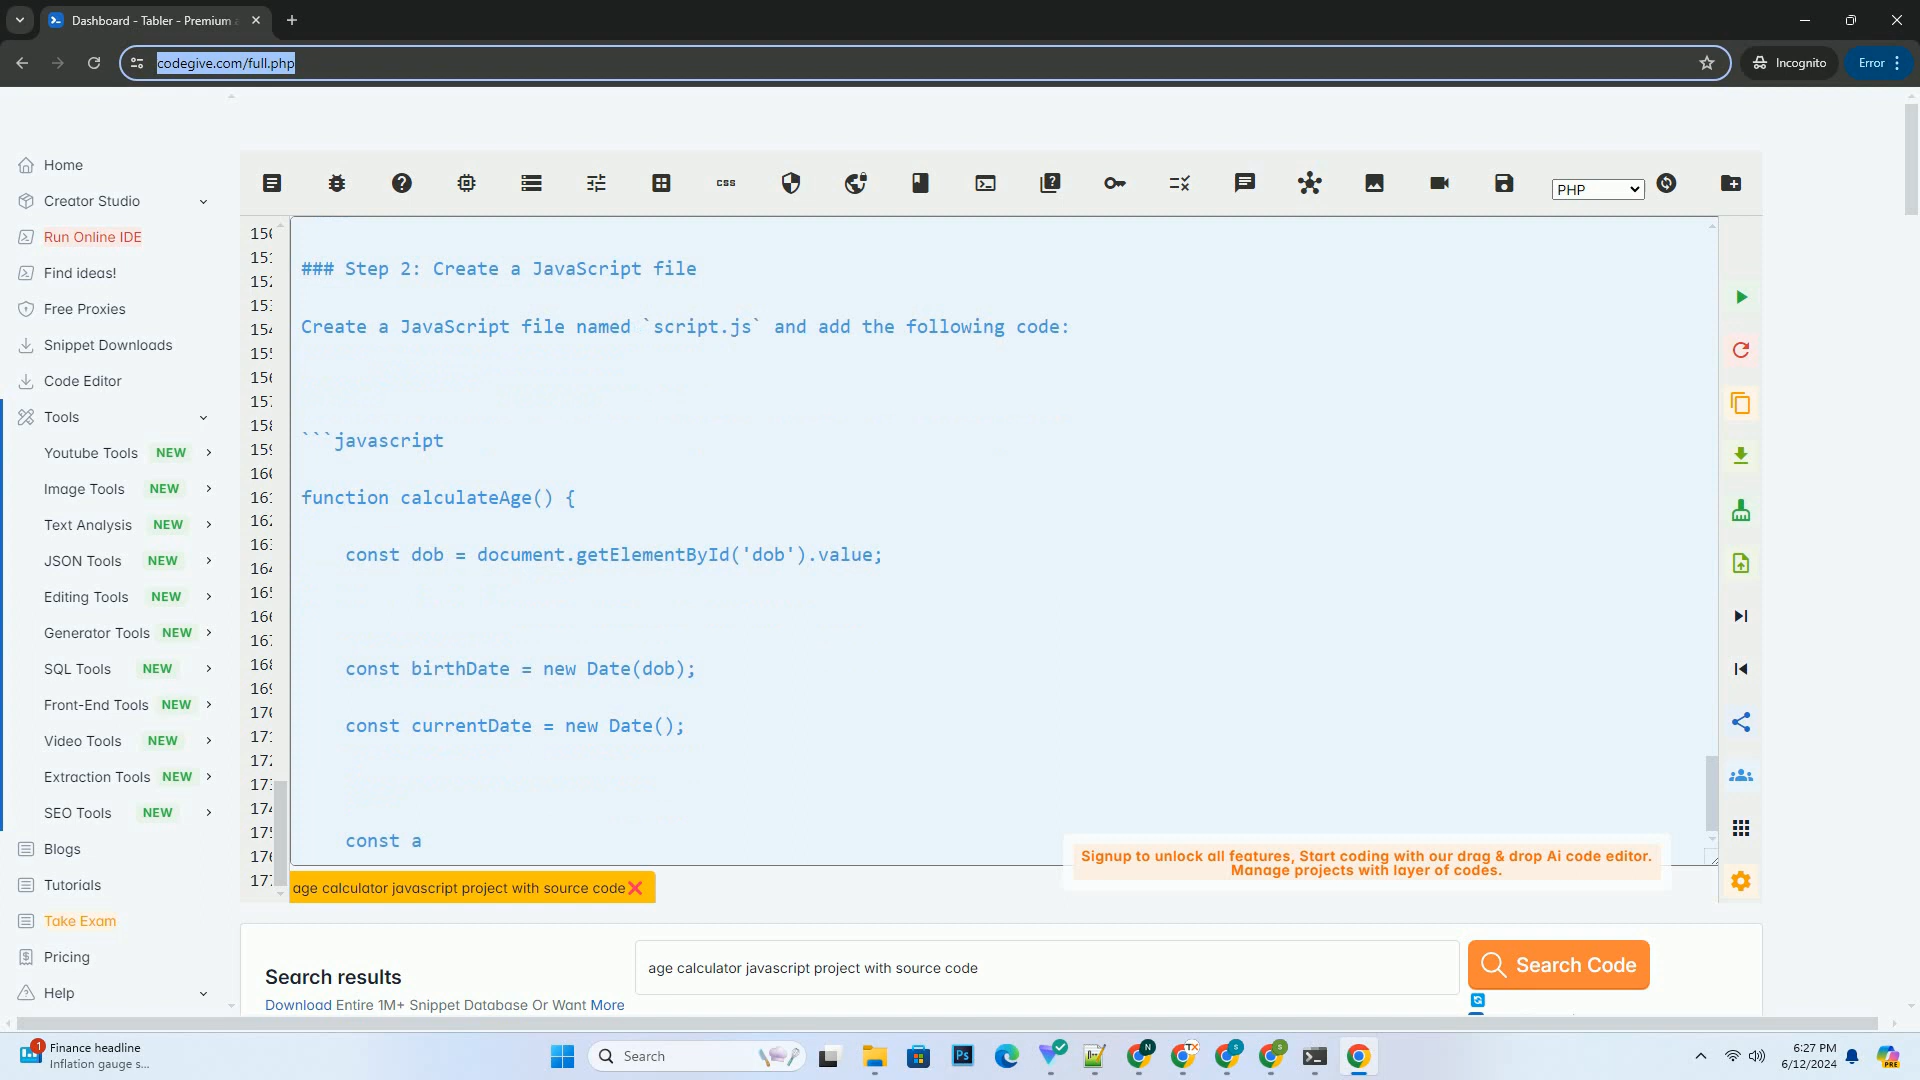 Dashboard - Tabler - Premium
codegive.com/full.php
Incognito
Error
Home
Creator Studio
Run Online IDE
Find ideas!
Free Proxies
Snippet Downloads
Code Editor
Tools
Youtube Tools NEW
Image Tools NEW
Text Analysis NEW
JSON Tools NEW
Editing Tools NEW
Generator Tools NEW
SQL Tools NEW
Front-End Tools NEW
Video Tools NEW
Extraction Tools NEW
SEO Tools NEW
Blogs
Tutorials
Take Exam
Pricing
Help
css
PHP
### Step 2: Create a JavaScript file
Create a JavaScript file named `script.js` and add the following code:
```javascript
function calculateAge() {
const dob = document.getElementById('dob').value;
const birthDate = new Date(dob);
const currentDate = new Date();
const a
Signup to unlock all features, Start coding with our drag & drop Ai code editor.
Manage projects with layer of codes.
age calculator javascript project with source code
Search results
Download Entire 1M+ Snippet Database Or Want More
age calculator javascript project with source code
Search Code
1
Finance headline
Inflation gauge s...
Search
Ps
N
TX
S
S
S
6:27 PM
6/12/2024
PRE